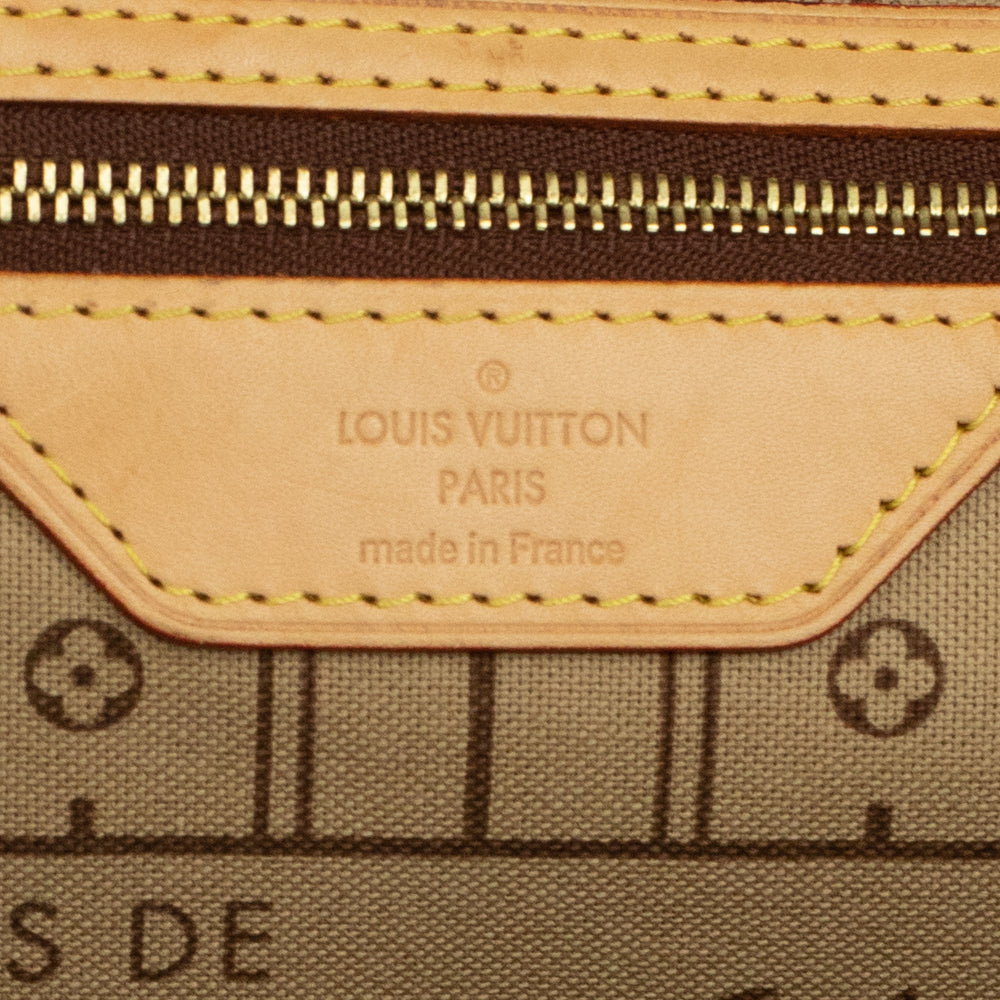 ®
LOUIS VUITTON
PARIS
made in France
S DE